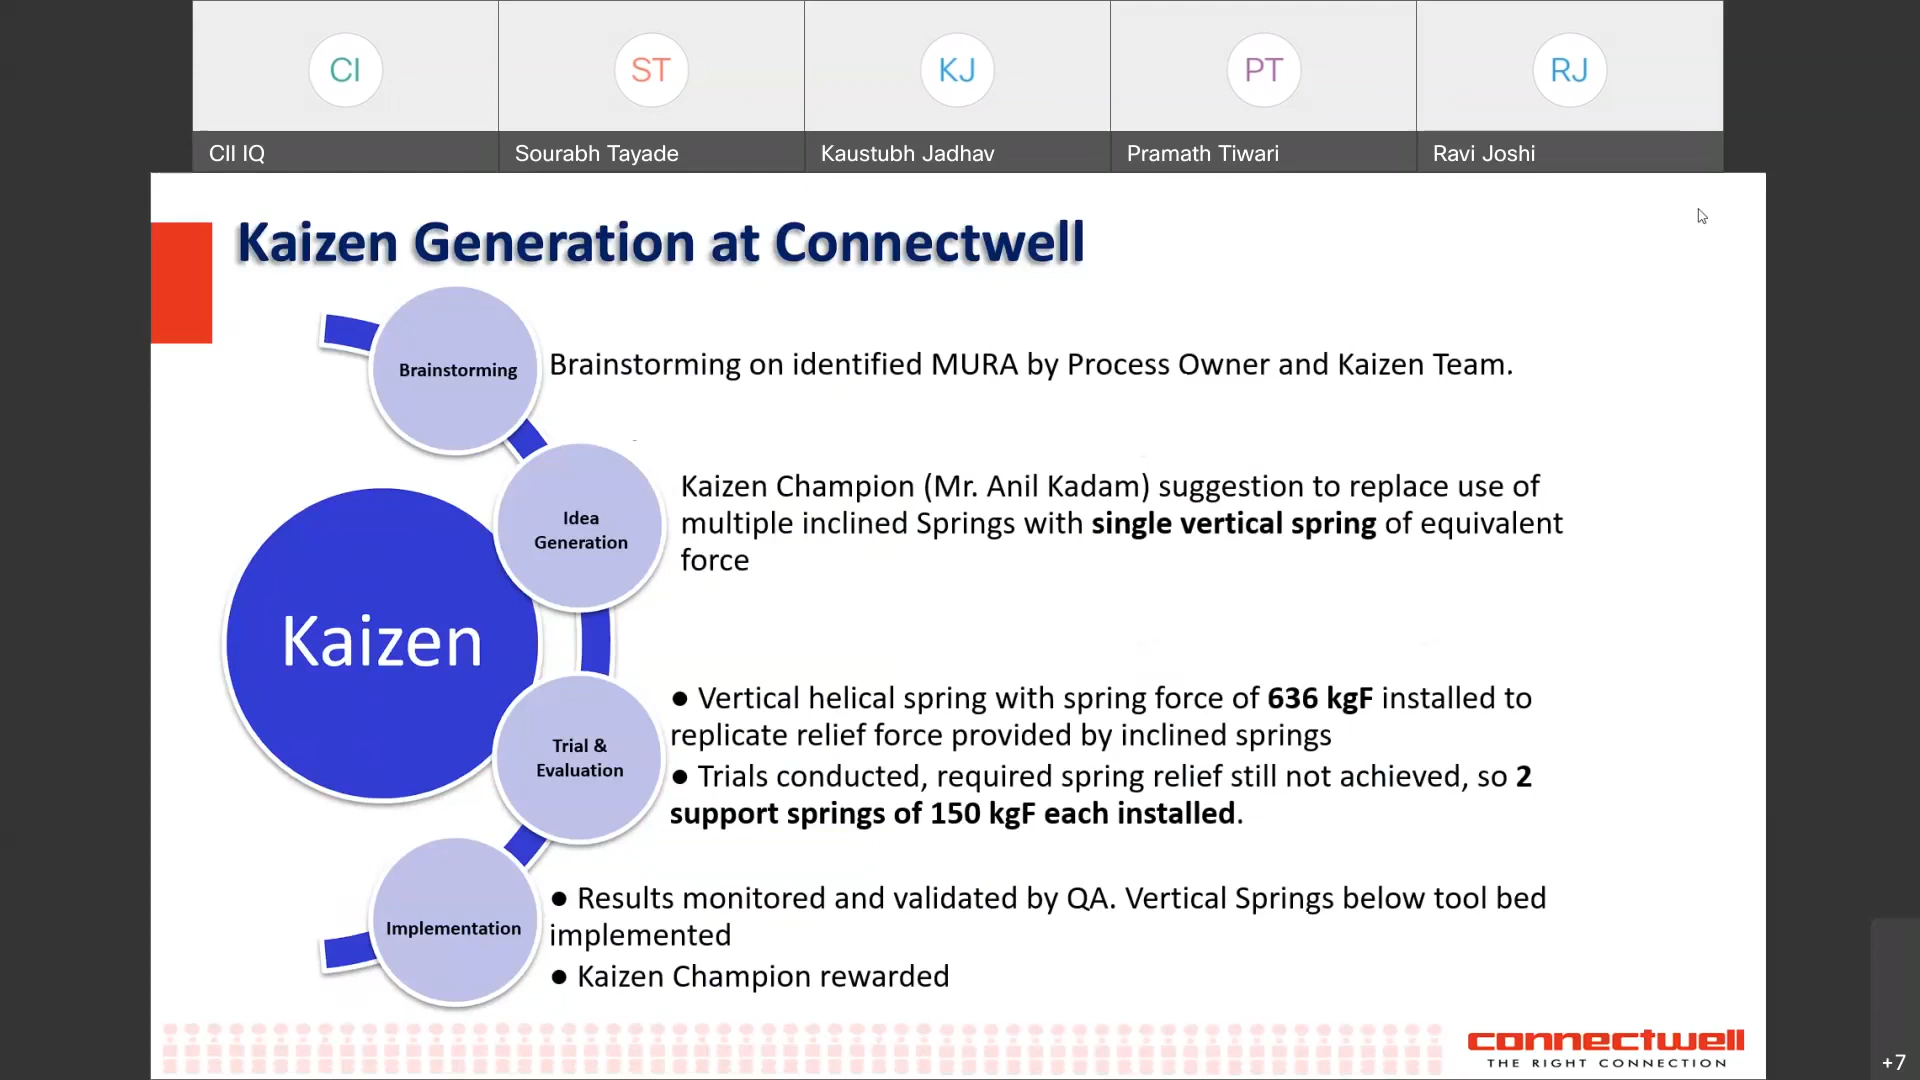 CI
ST
KJ
PT
RJ
CII IQ
Sourabh Tayade
Kaustubh Jadhav
Pramath Tiwari
Ravi Joshi
Kaizen Generation at Connectwell
Brainstorming
Brainstorming on identified MURA by Process Owner and Kaizen Team.
Idea
Generation
Kaizen Champion (Mr. Anil Kadam) suggestion to replace use of
multiple inclined Springs with single vertical spring of equivalent
force
Kaizen
Trial &
Evaluation
● Vertical helical spring with spring force of 636 kgF installed to
replicate relief force provided by inclined springs
● Trials conducted, required spring relief still not achieved, so 2
support springs of 150 kgF each installed.
Implementation
● Results monitored and validated by QA. Vertical Springs below tool bed
implemented
● Kaizen Champion rewarded
connectwell
THE RIGHT CONNECTION
+7